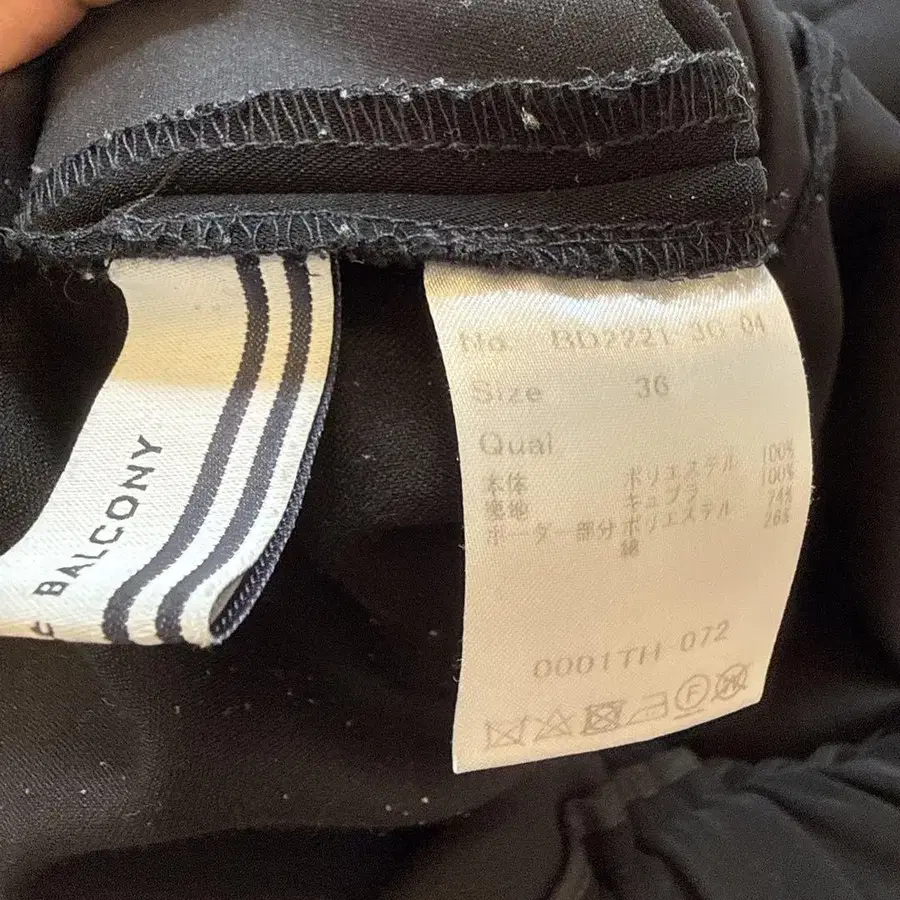 BALCONY
No. BD2221-30-04
Size 36
Qual
本体 ポリエステル 100%
裏地 キュプラ 100%
ボーダー部分 ポリエステル 74%
綿 26%
0001TH 072
F